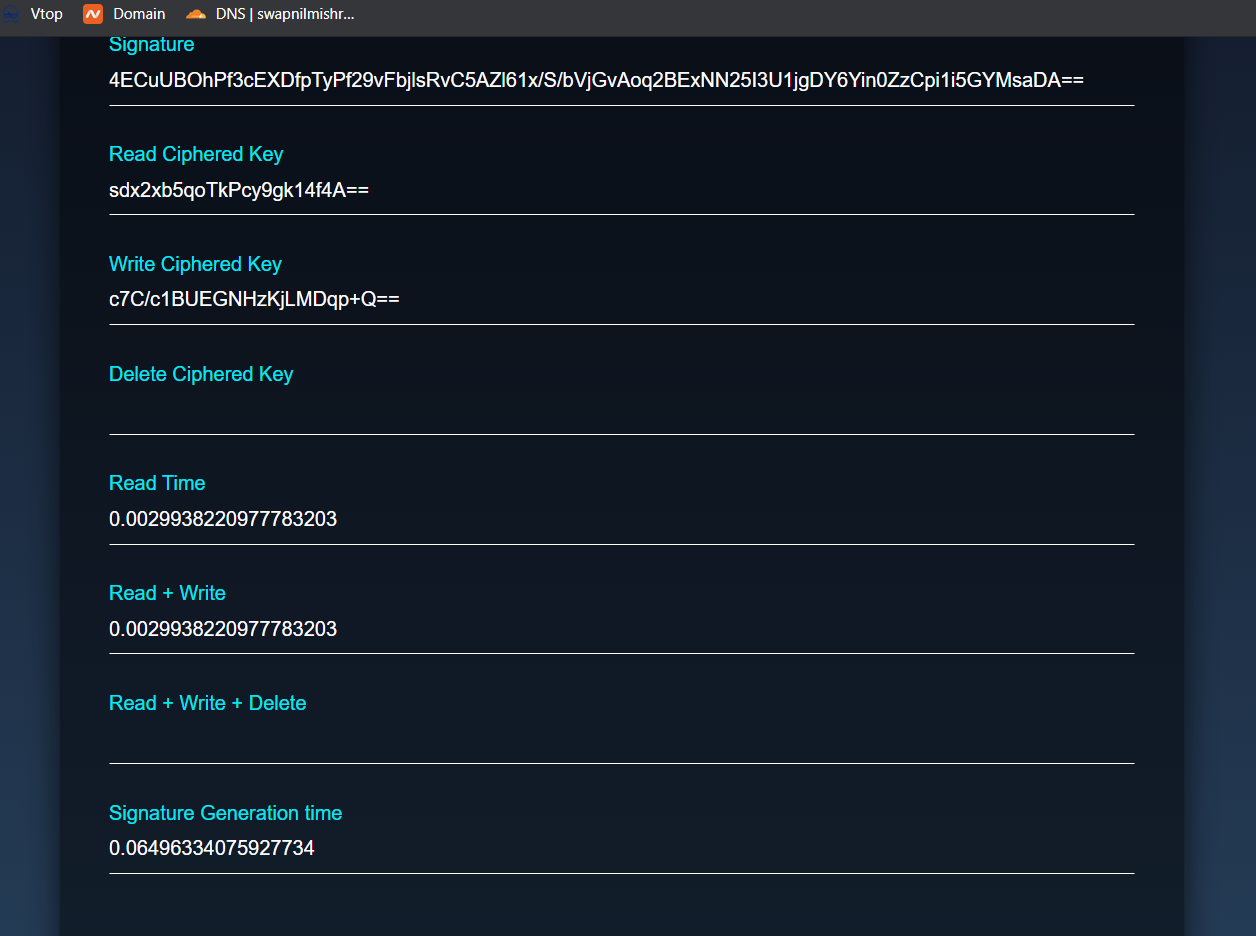 Vtop Domain DNS | swapnilmishr...
Signature
4ECuUBOhPf3cEXDfpTyPf29vFbjlsRvC5AZl61x/S/bVjGvAoq2BExNN25I3U1jgDY6Yin0ZzCpi1i5GYMsaDA==
Read Ciphered Key
sdx2xb5qoTkPcy9gk14f4A==
Write Ciphered Key
c7C/c1BUEGNHzKjLMDqp+Q==
Delete Ciphered Key
Read Time
0.0029938220977783203
Read + Write
0.0029938220977783203
Read + Write + Delete
Signature Generation time
0.06496334075927734